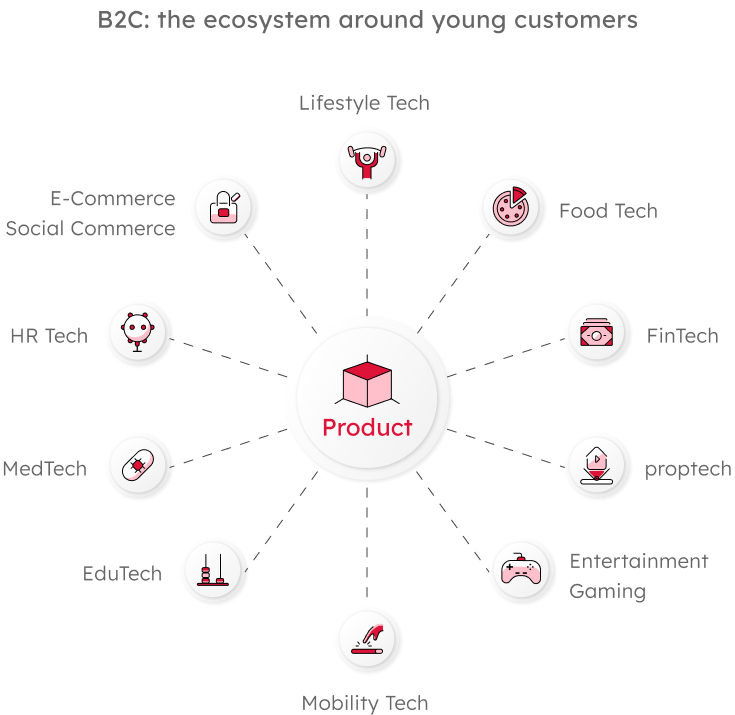 B2C: the ecosystem around young customers
Lifestyle Tech
E-Commerce
Social Commerce
Food Tech
HR Tech
FinTech
Product
MedTech
proptech
EduTech
Entertainment
Gaming
Mobility Tech